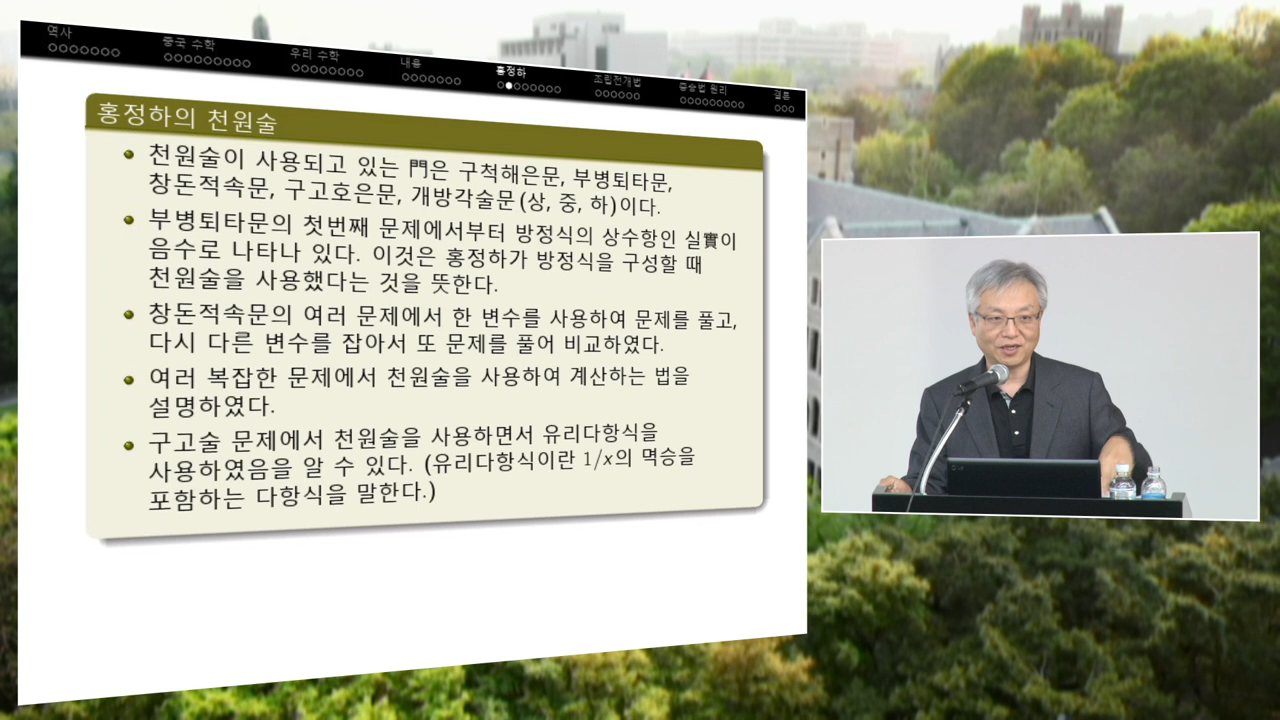 역사
중국 수학
우리 수학
내용
홍정하
조립전개법
증승법 원리
결론
홍정하의 천원술
천원술이 사용되고 있는 門은 구척해은문, 부병퇴타문,
창돈적속문, 구고호은문, 개방각술문(상, 중, 하)이다.
부병퇴타문의 첫번째 문제에서부터 방정식의 상수항인 실實이
음수로 나타나 있다. 이것은 홍정하가 방정식을 구성할 때
천원술을 사용했다는 것을 뜻한다.
창돈적속문의 여러 문제에서 한 변수를 사용하여 문제를 풀고,
다시 다른 변수를 잡아서 또 문제를 풀어 비교하였다.
여러 복잡한 문제에서 천원술을 사용하여 계산하는 법을
설명하였다.
구고술 문제에서 천원술을 사용하면서 유리다항식을
사용하였음을 알 수 있다. (유리다항식이란 1/x의 멱승을
포함하는 다항식을 말한다.)